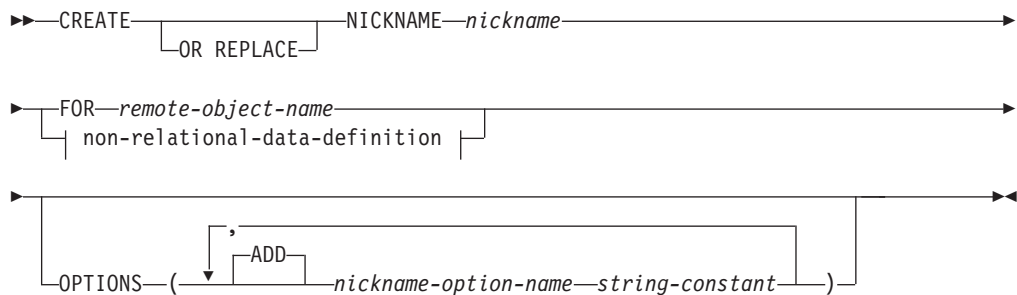 CREATE NICKNAME nickname
OR REPLACE
FOR remote-object-name
non-relational-data-definition
,
ADD
OPTIONS ( nickname-option-name string-constant )